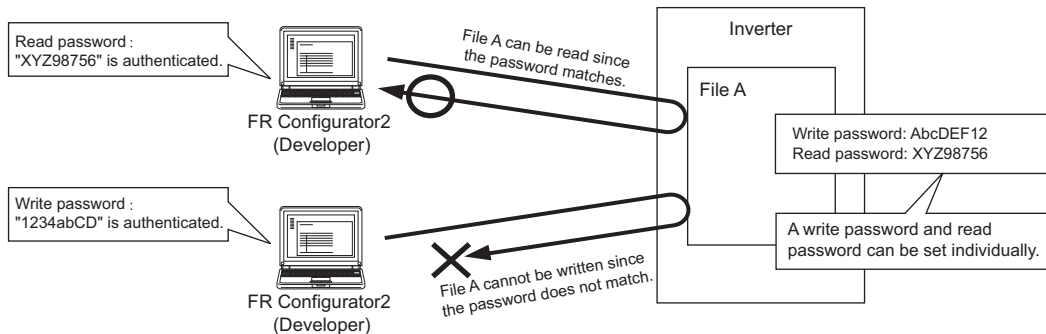 Read password :
"XYZ98756" is authenticated.
FR Configurator2
(Developer)
File A can be read since
the password matches.
Inverter
File A
Write password: AbcDEF12
Read password: XYZ98756
A write password and read
password can be set individually.
Write password :
"1234abCD" is authenticated.
FR Configurator2
(Developer)
File A cannot be written since
the password does not match.